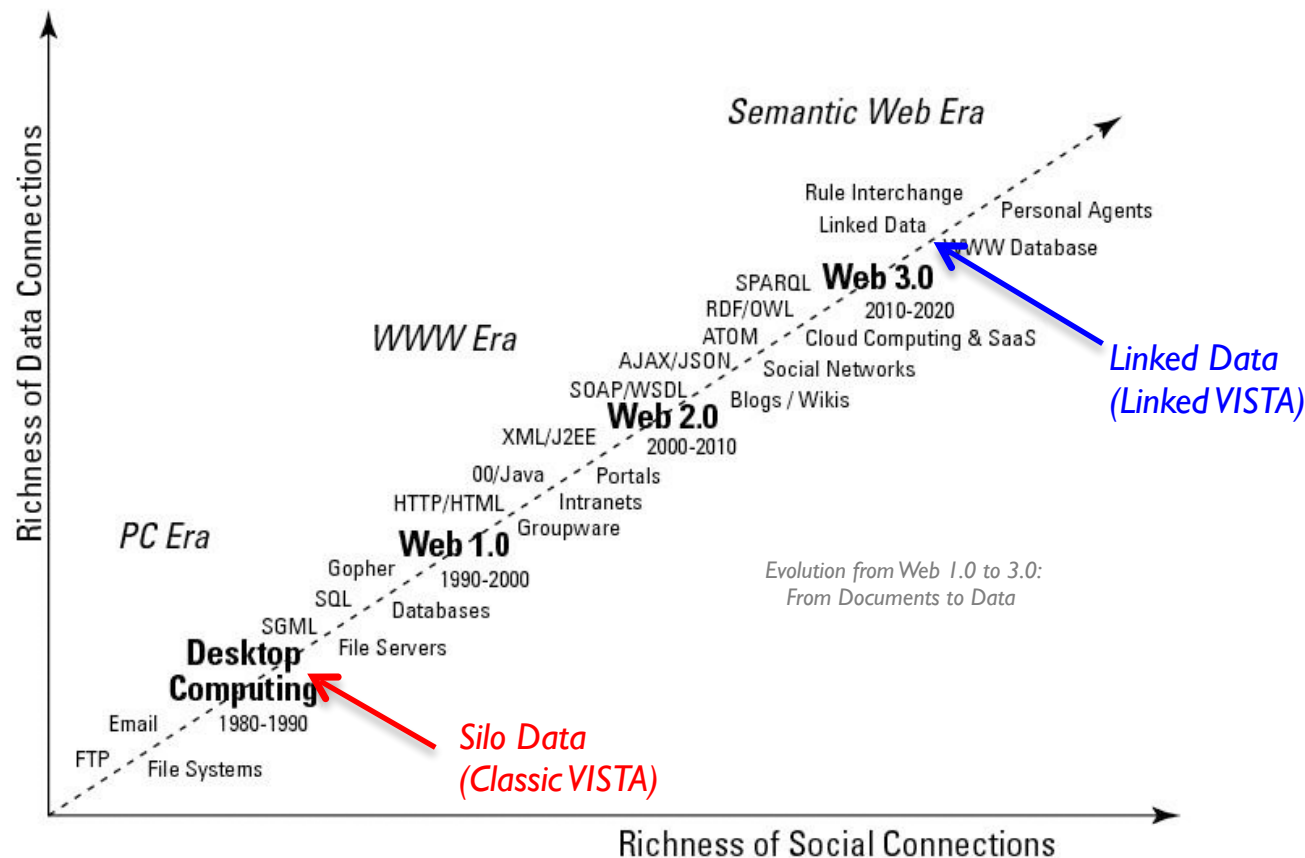 Richness of Data Connections
Semantic Web Era
Rule Interchange
Personal Agents
Linked Data
WWW Database
SPARQL
Web 3.0
RDF/OWL
2010-2020
WWW Era
ATOM
Cloud Computing & SaaS
AJAX/JSON
Social Networks
Linked Data
(Linked VISTA)
SOAP/WSDL
Blogs / Wikis
Web 2.0
XML/J2EE
2000-2010
OO/Java
Portals
HTTP/HTML
Intranets
Groupware
PC Era
Web 1.0
Gopher
1990-2000
Evolution from Web 1.0 to 3.0:
From Documents to Data
SQL
Databases
SGML
File Servers
Desktop
Computing
1980-1990
Email
Silo Data
(Classic VISTA)
FTP
File Systems
Richness of Social Connections